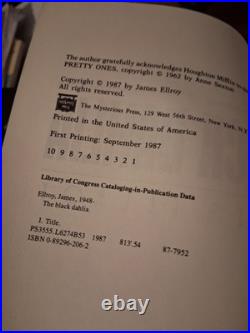 The author gratefully acknowledges Houghton Mifflin
PRETTY ONES, copyright © 1962 by Anne Sexton
Copyright © 1987 by James Ellroy
All rights reserved.
The Mysterious Press, 129 West 56th Street, New York, N.Y.
Printed in the United States of America
First Printing: September 1987
10 9 8 7 6 5 4 3 2 1
Library of Congress Cataloging-in-Publication Data
Ellroy, James, 1948-
The black dahlia.
I. Title.
PS3555.L6274B53 1987 813'.54 87-7952
ISBN 0-89296-206-2